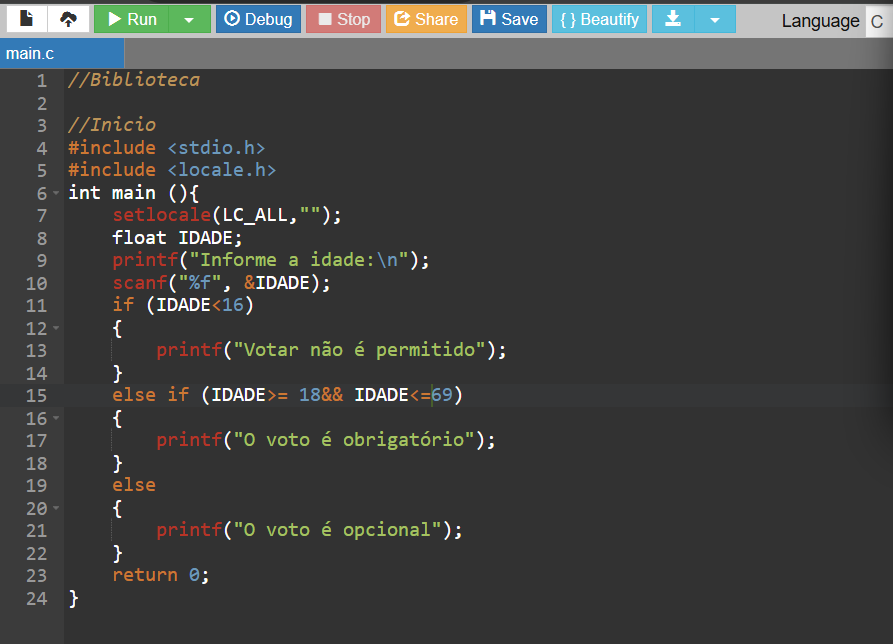 Run Debug Stop Share Save { } Beautify Language C
main.c
1 //Biblioteca
2
3 //Inicio
4 #include <stdio.h>
5 #include <locale.h>
6 int main (){
7     setlocale(LC_ALL,"");
8     float IDADE;
9     printf("Informe a idade:\n");
10     scanf("%f", &IDADE);
11     if (IDADE<16)
12     {
13         printf("Votar não é permitido");
14     }
15     else if (IDADE>= 18&& IDADE<=69)
16     {
17         printf("O voto é obrigatório");
18     }
19     else
20     {
21         printf("O voto é opcional");
22     }
23     return 0;
24 }